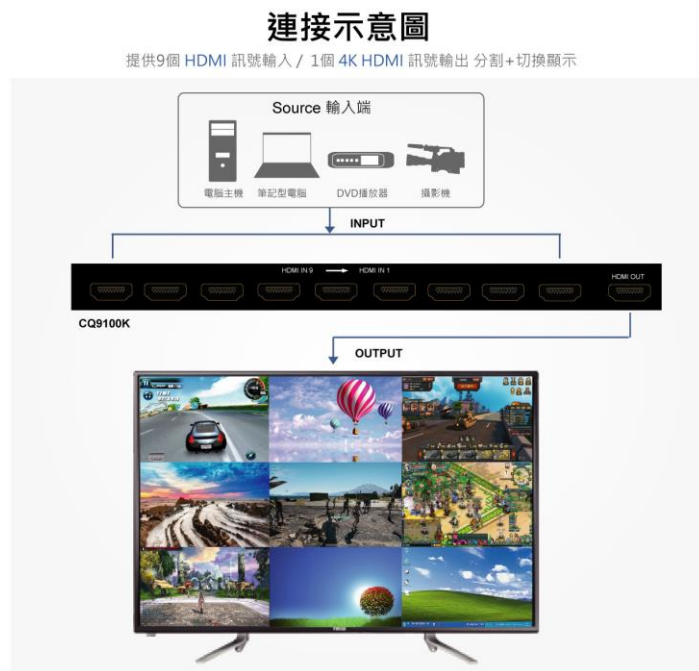 連接示意圖
提供9個 HDMI 訊號輸入 / 1個 4K HDMI 訊號輸出 分割+切換顯示
Source 輸入端
電腦主機 筆記型電腦 DVD播放器 攝影機
INPUT
HDMI IN 9 → HDMI IN 1
HDMI OUT
CQ9100K
OUTPUT